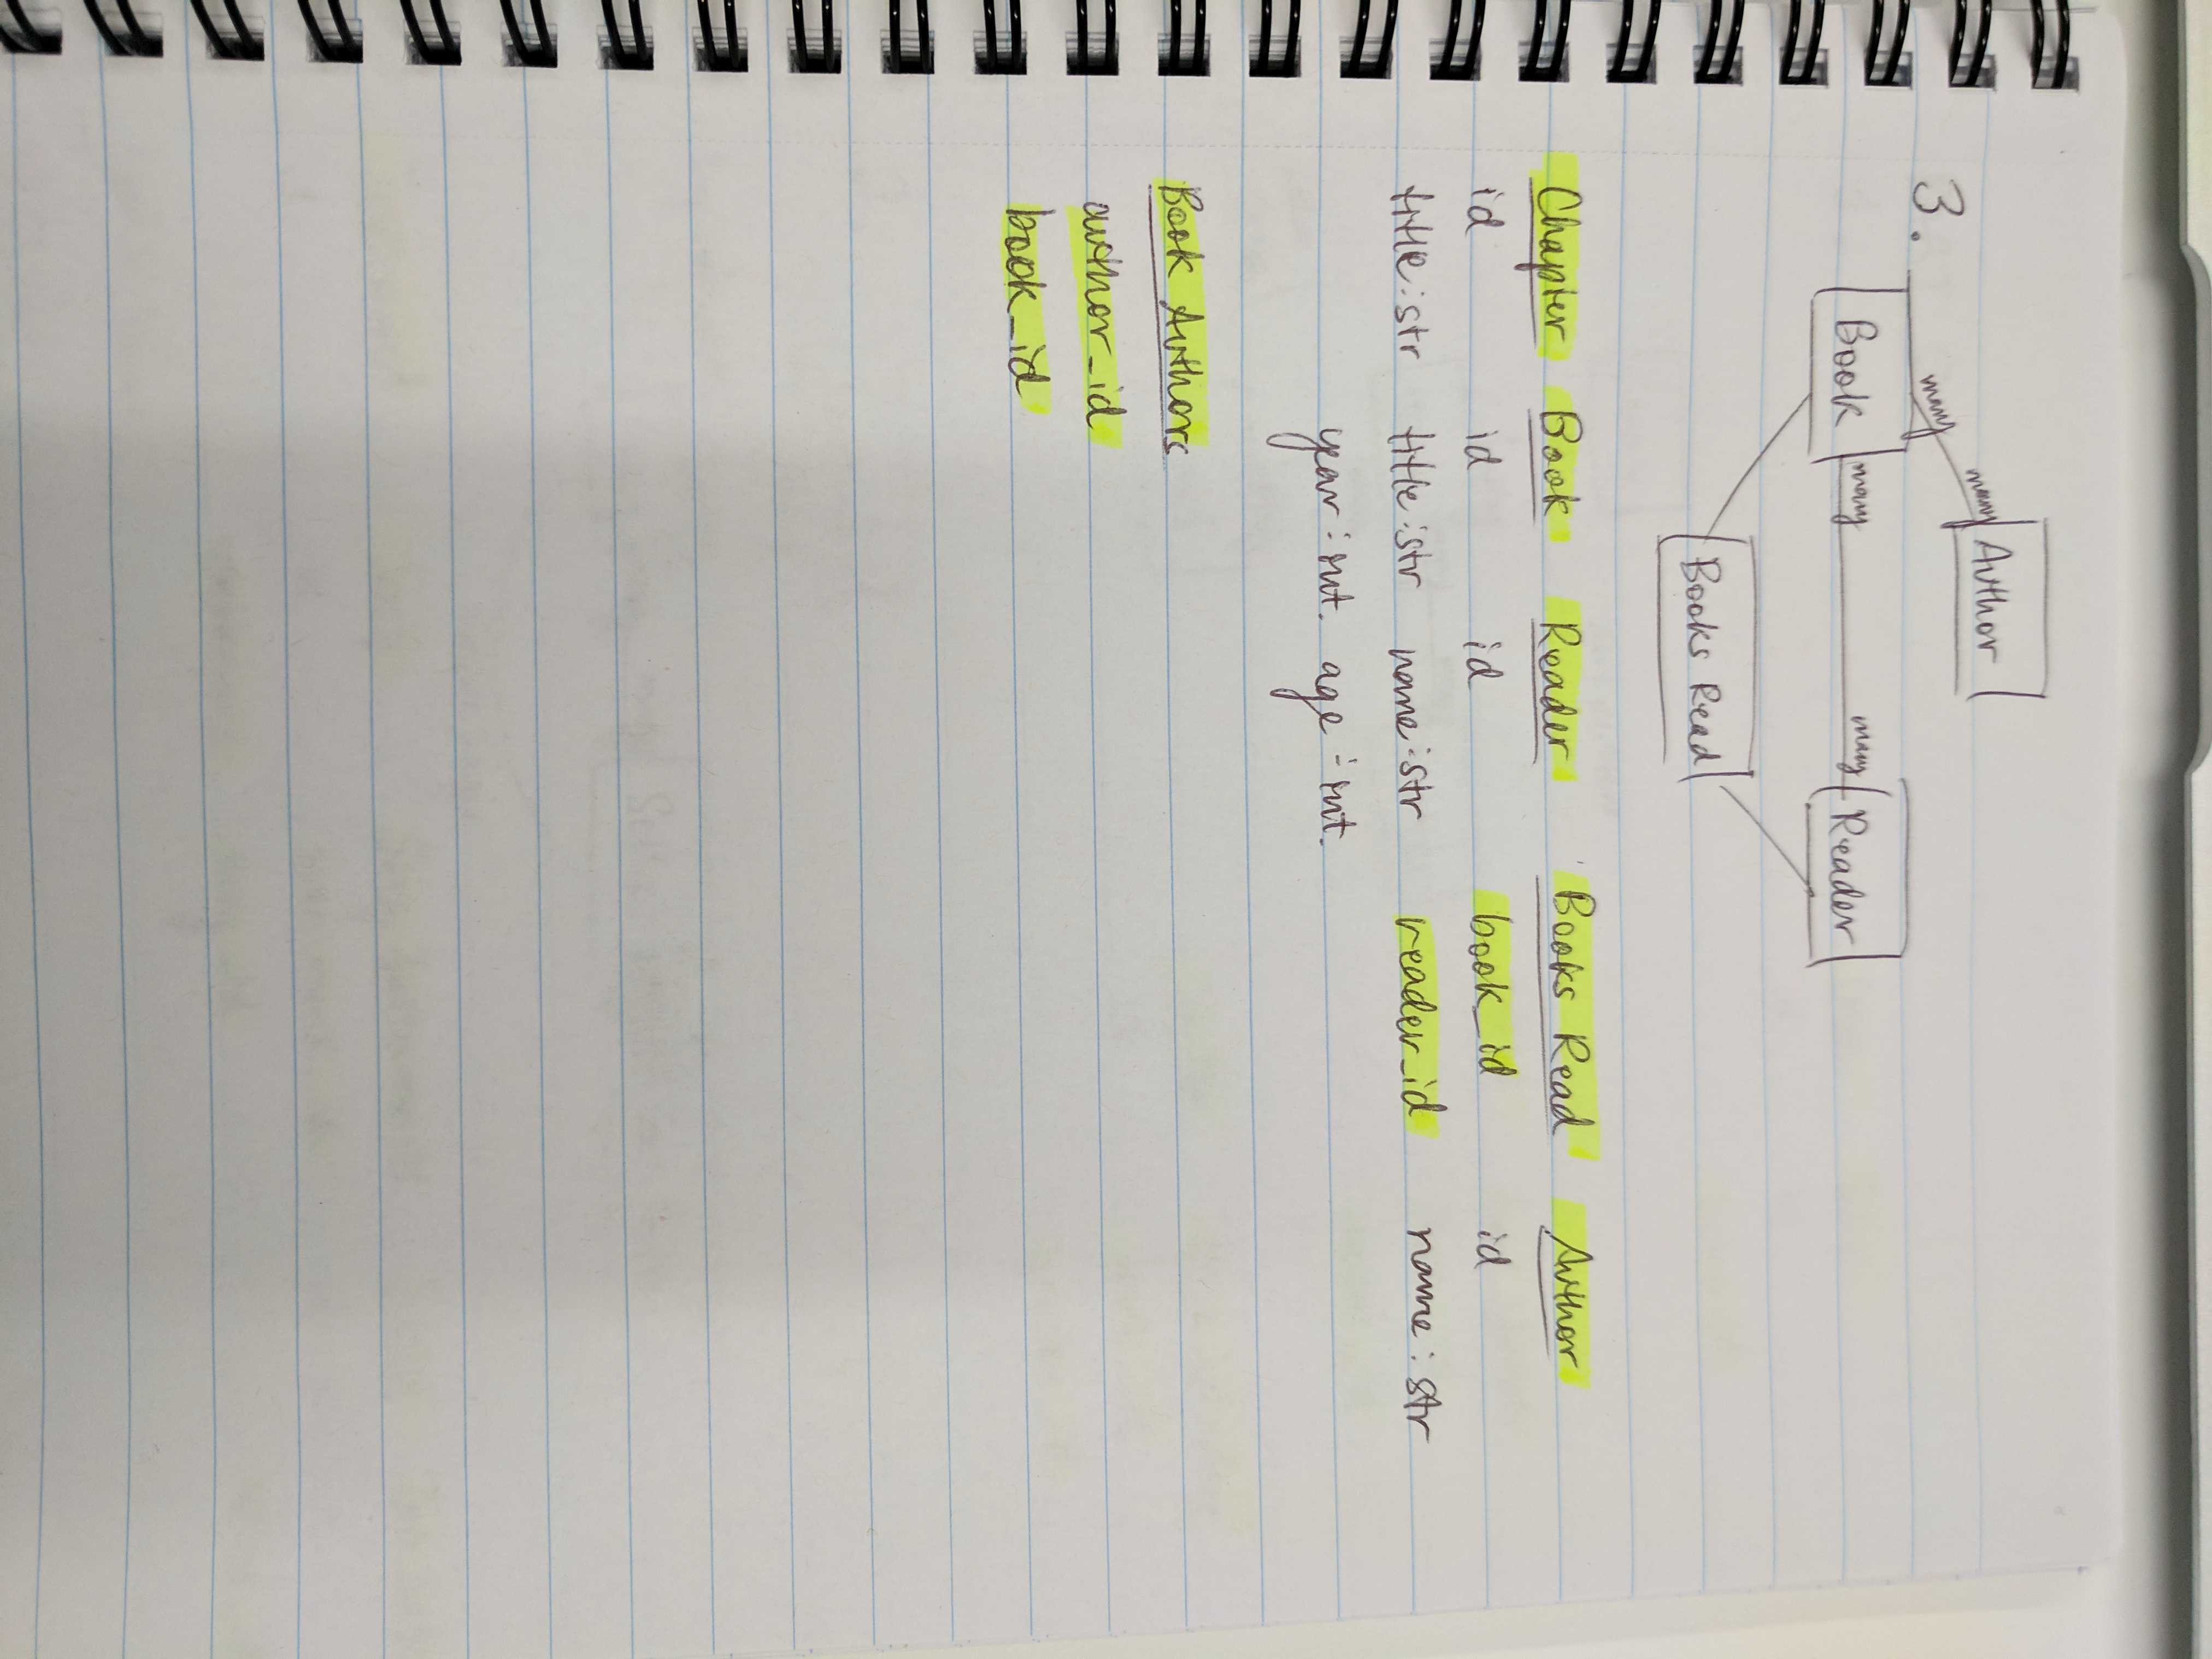 3.
Author
many
many
Book many many Reader
Books Read
Chapter Book Reader Books Read Author
id id id book_id id
title:str title:str name:str reader_id name:str
year:int. age:int.
Book Authors
author_id
book_id